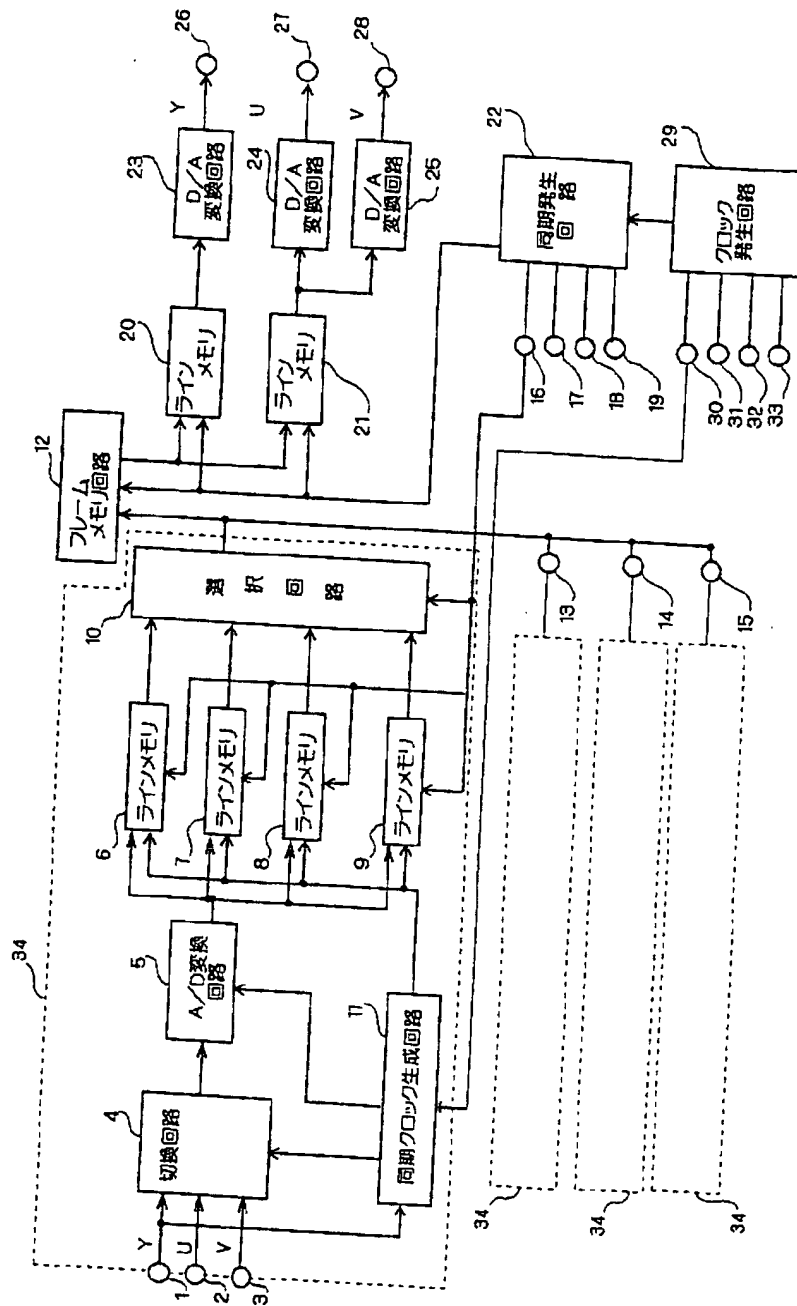 34
Y
U
V
1
2
3
4
切換回路
5
A/D変換
回路
11
同期クロック生成回路
6
ラインメモリ
7
ラインメモリ
8
ラインメモリ
9
ラインメモリ
10
選択回路
12
フレーム
メモリ回路
20
ライン
メモリ
21
ライン
メモリ
23
D/A
変換回路
24
D/A
変換回路
25
D/A
変換回路
Y
U
V
26
27
28
22
同期発生
回路
16
17
18
19
29
クロック
発生回路
30
31
32
33
13
14
15
34
34
34